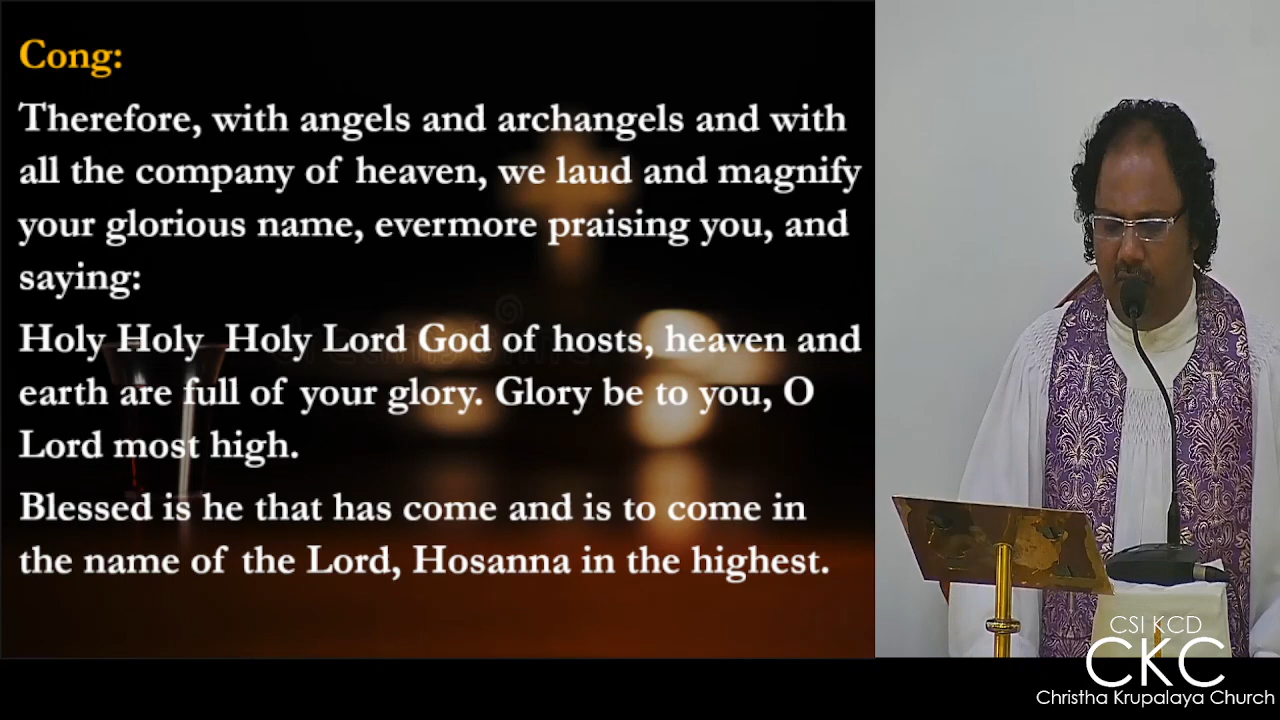 Cong:
Therefore, with angels and archangels and with
all the company of heaven, we laud and magnify
your glorious name, evermore praising you, and
saying:
Holy Holy Holy Lord God of hosts, heaven and
earth are full of your glory. Glory be to you, O
Lord most high.
Blessed is he that has come and is to come in
the name of the Lord, Hosanna in the highest.
CSI KCD
CKC
Christha Krupalaya Church